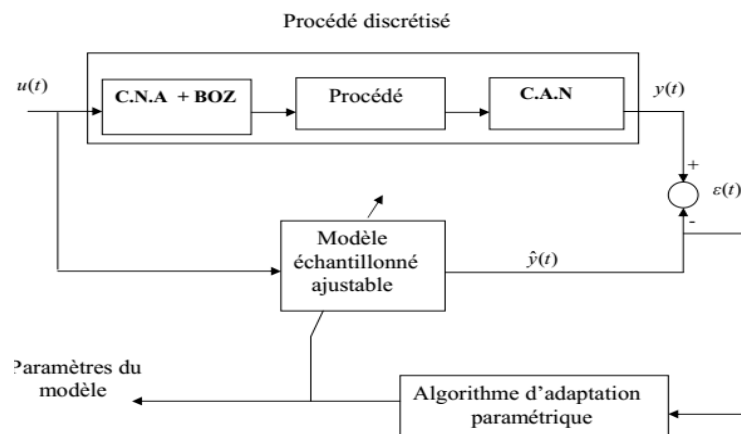 Procédé discrétisé
u(t)
C.N.A + BOZ
Procédé
C.A.N
y(t)
+
ε(t)
-
Modèle
échantillonné
ajustable
ŷ(t)
Paramètres du
modèle
Algorithme d'adaptation
paramétrique